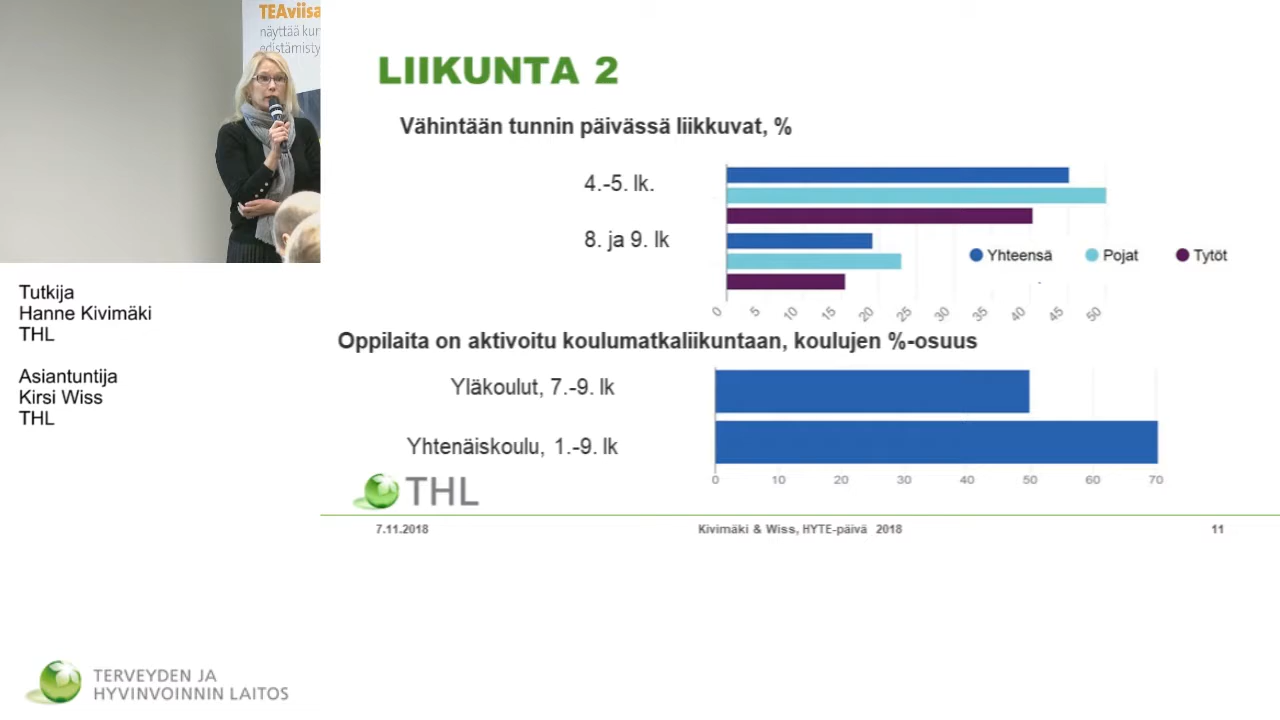 TEAviisa
näyttää kur
edistämisty
LIIKUNTA 2
Vähintään tunnin päivässä liikkuvat, %
4.-5. lk.
8. ja 9. lk
Yhteensä Pojat Tytöt
0 5 10 15 20 25 30 35 40 45 50
Tutkija
Hanne Kivimäki
THL
Asiantuntija
Kirsi Wiss
THL
Oppilaita on aktivoitu koulumatkaliikuntaan, koulujen %-osuus
Yläkoulut, 7.-9. lk
Yhtenäiskoulu, 1.-9. lk
0 10 20 30 40 50 60 70
THL
7.11.2018 Kivimäki & Wiss, HYTE-päivä 2018 11
TERVEYDEN JA
HYVINVOINNIN LAITOS